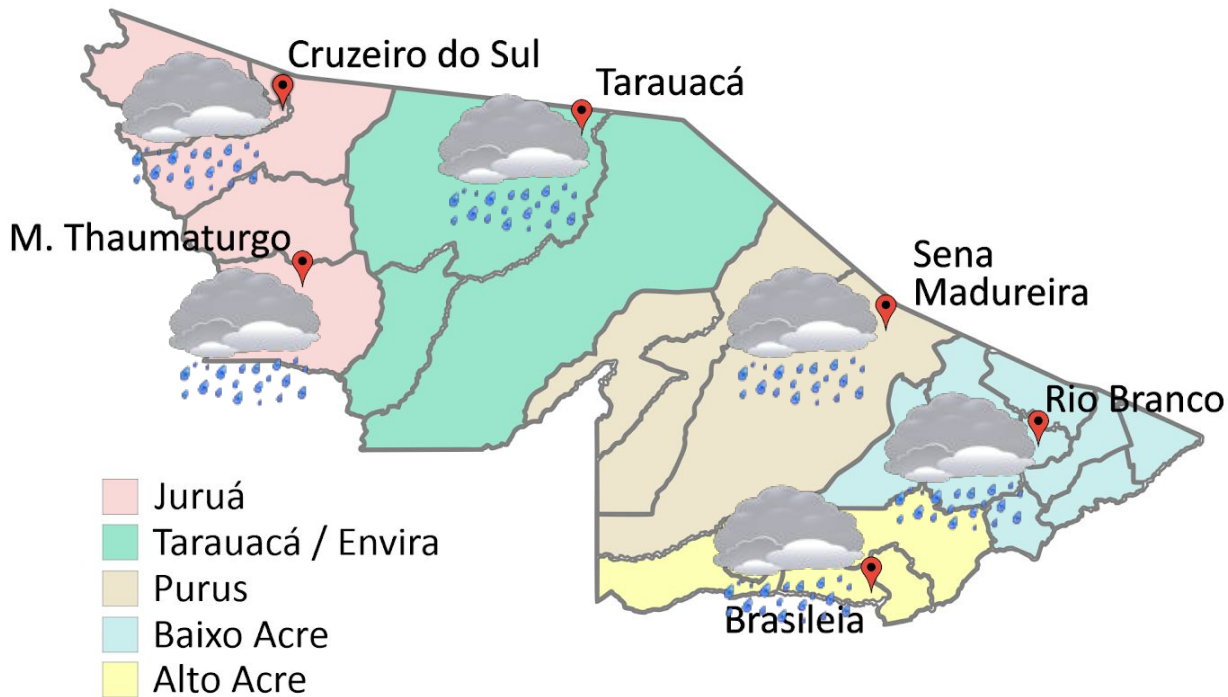 Cruzeiro do Sul
Tarauacá
M. Thaumaturgo
Sena
Madureira
Rio Branco
Brasileia
Juruá
Tarauacá / Envira
Purus
Baixo Acre
Alto Acre